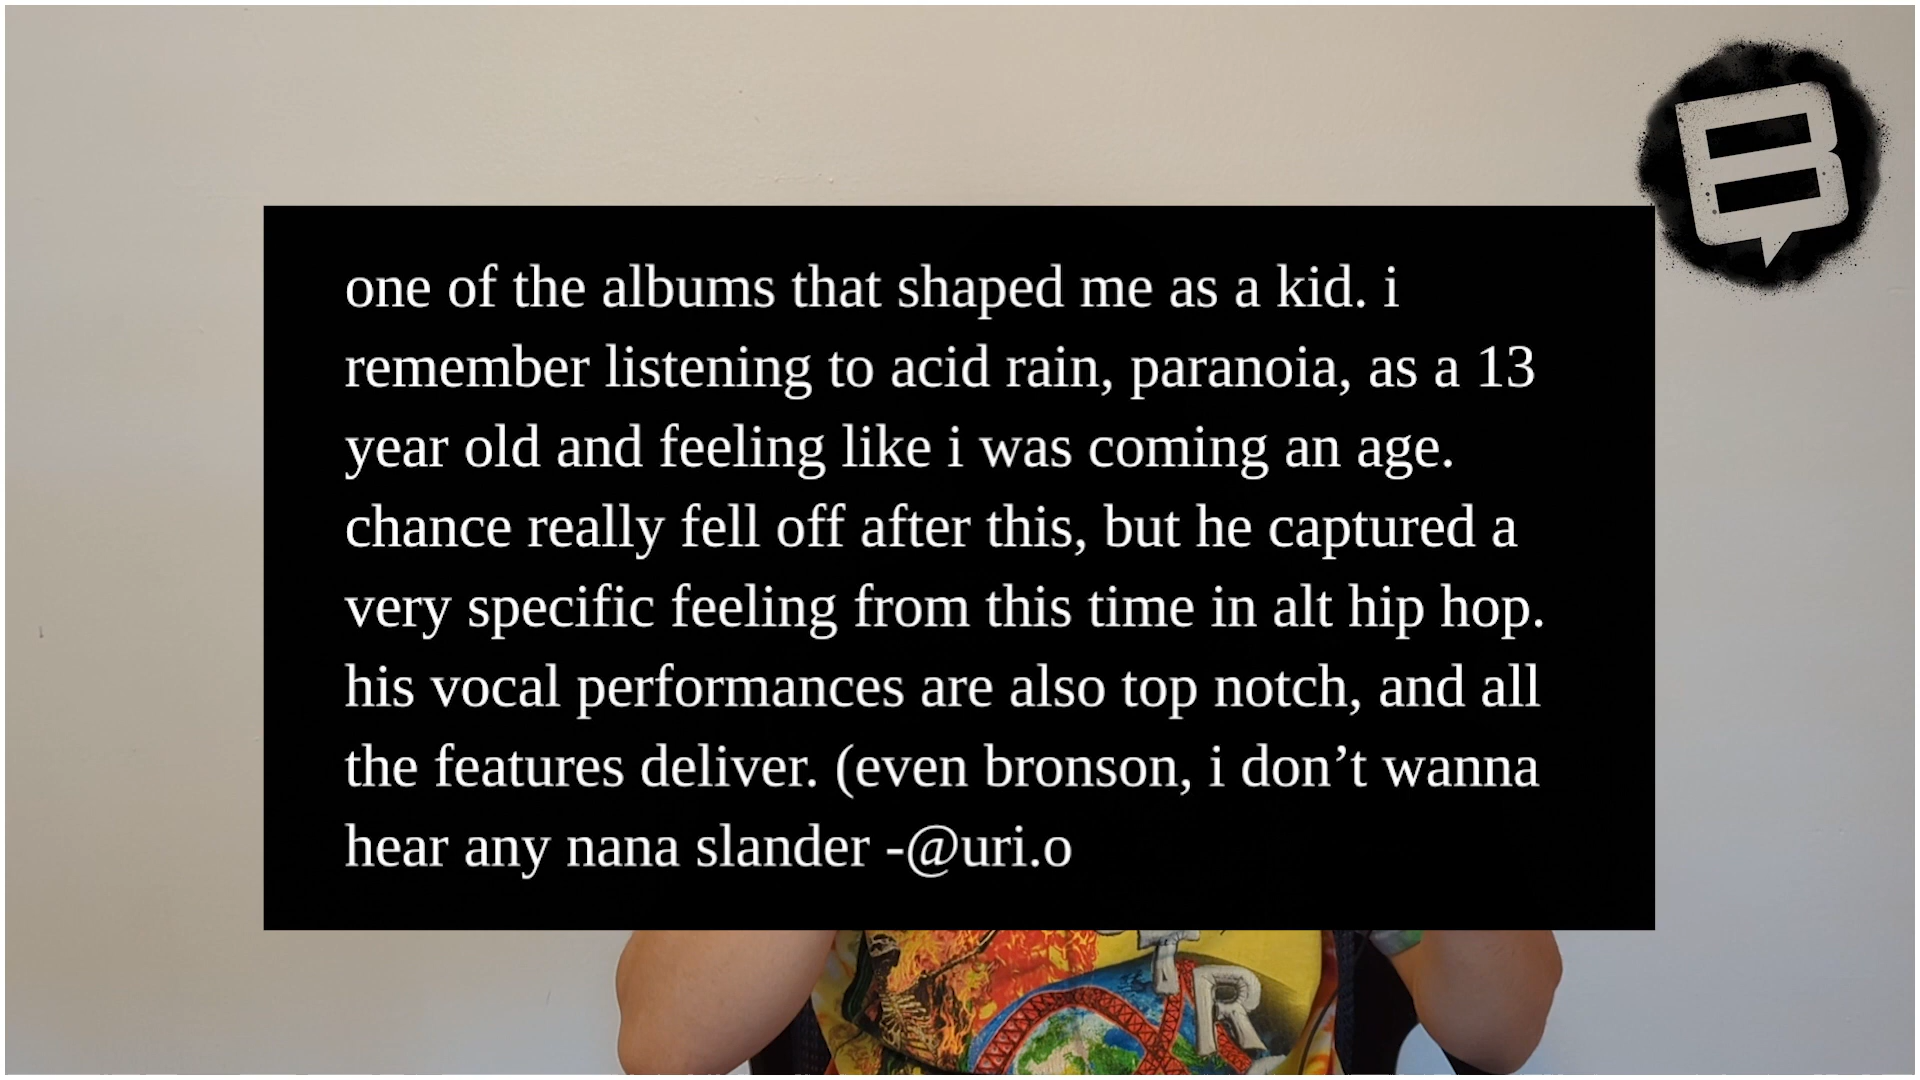 one of the albums that shaped me as a kid. i
remember listening to acid rain, paranoia, as a 13
year old and feeling like i was coming an age.
chance really fell off after this, but he captured a
very specific feeling from this time in alt hip hop.
his vocal performances are also top notch, and all
the features deliver. (even bronson, i don’t wanna
hear any nana slander -@uri.o
B
R